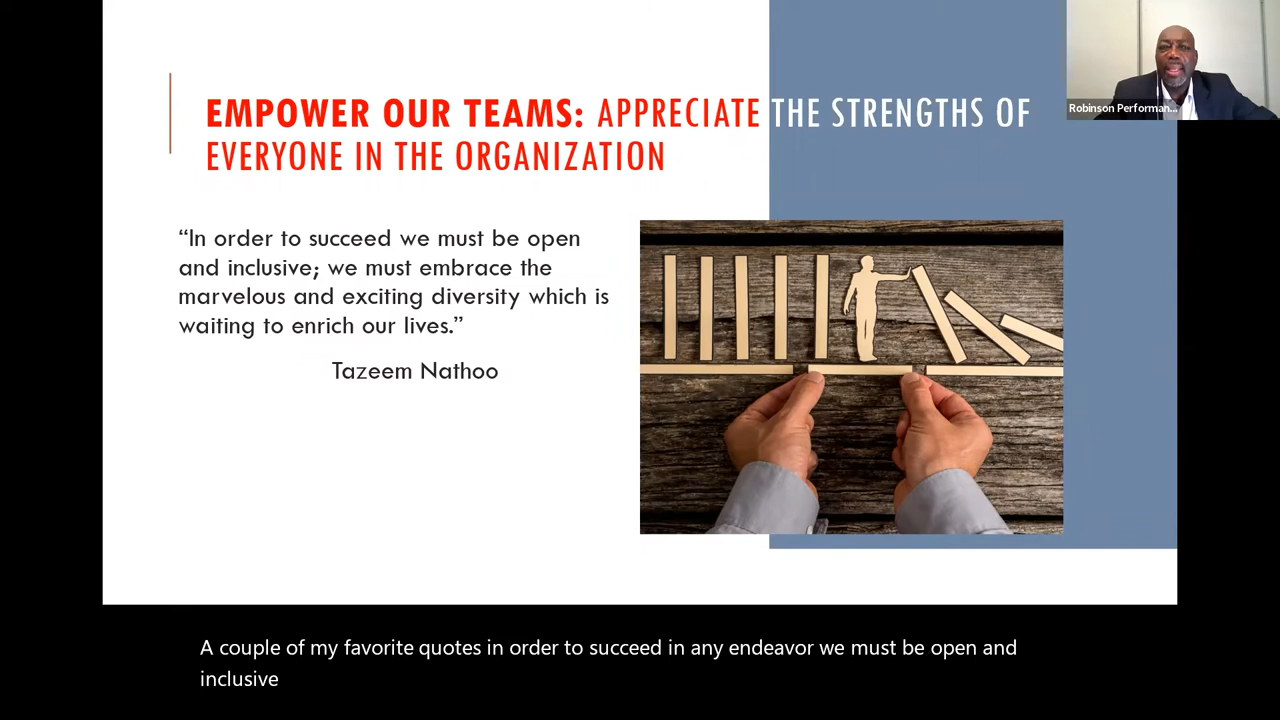 EMPOWER OUR TEAMS: APPRECIATE THE STRENGTHS OF
EVERYONE IN THE ORGANIZATION
“In order to succeed we must be open
and inclusive; we must embrace the
marvelous and exciting diversity which is
waiting to enrich our lives.”
Tazeem Nathoo
Robinson Performan...
A couple of my favorite quotes in order to succeed in any endeavor we must be open and
inclusive